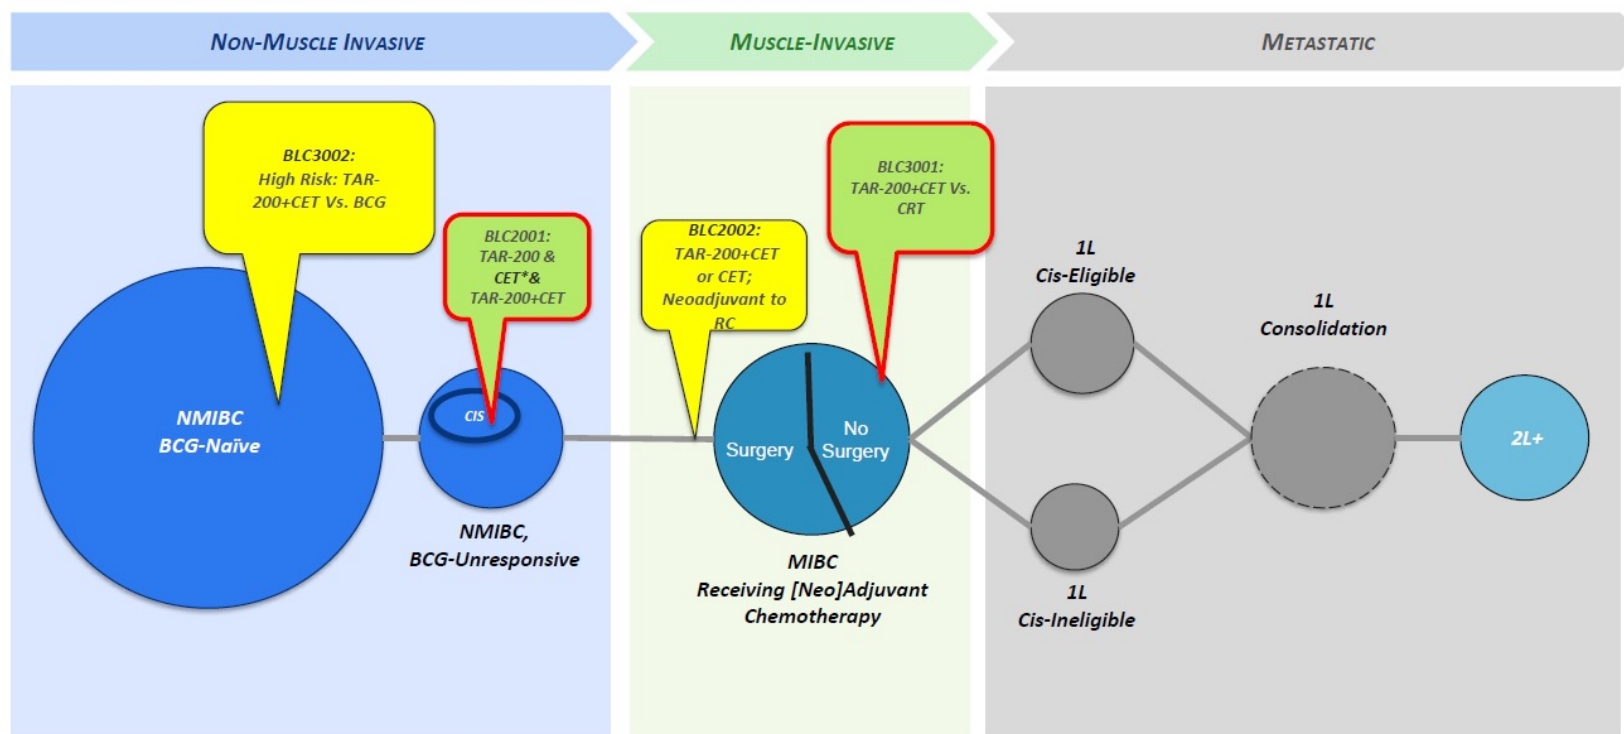 NON-MUSCLE INVASIVE
MUSCLE-INVASIVE
METASTATIC
BLC3002:
High Risk: TAR-
200+CET Vs. BCG
BLC2001:
TAR-200 &
CET*&
TAR-200+CET
BLC2002:
TAR-200+CET
or CET;
Neoadjuvant to
RC
BLC3001:
TAR-200+CET Vs.
CRT
NMIBC
BCG-Naïve
CIS
NMIBC,
BCG-Unresponsive
Surgery
No
Surgery
MIBC
Receiving [Neo]Adjuvant
Chemotherapy
1L
Cis-Eligible
1L
Cis-Ineligible
1L
Consolidation
2L+